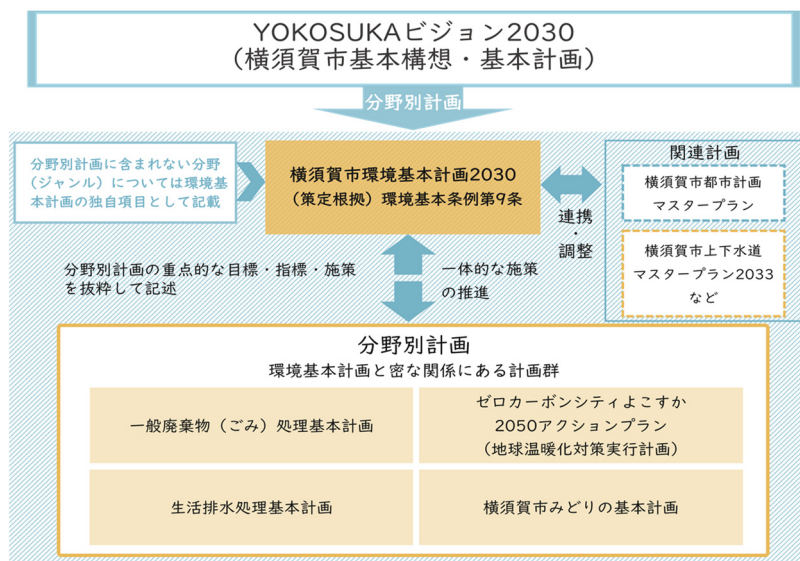 YOKOSUKAビジョン2030
（横須賀市基本構想・基本計画）
分野別計画
分野別計画に含まれない分野
（ジャンル）については環境基
本計画の独自項目として記載
横須賀市環境基本計画2030
（策定根拠）環境基本条例第9条
連携
・
調整
関連計画
横須賀市都市計画
マスタープラン
横須賀市上下水道
マスタープラン2033
など
分野別計画の重点的な目標・指標・施策
を抜粋して記述
一体的な施策
の推進
分野別計画
環境基本計画と密な関係にある計画群
一般廃棄物（ごみ）処理基本計画
ゼロカーボンシティよこすか
2050アクションプラン
（地球温暖化対策実行計画）
生活排水処理基本計画
横須賀市みどりの基本計画